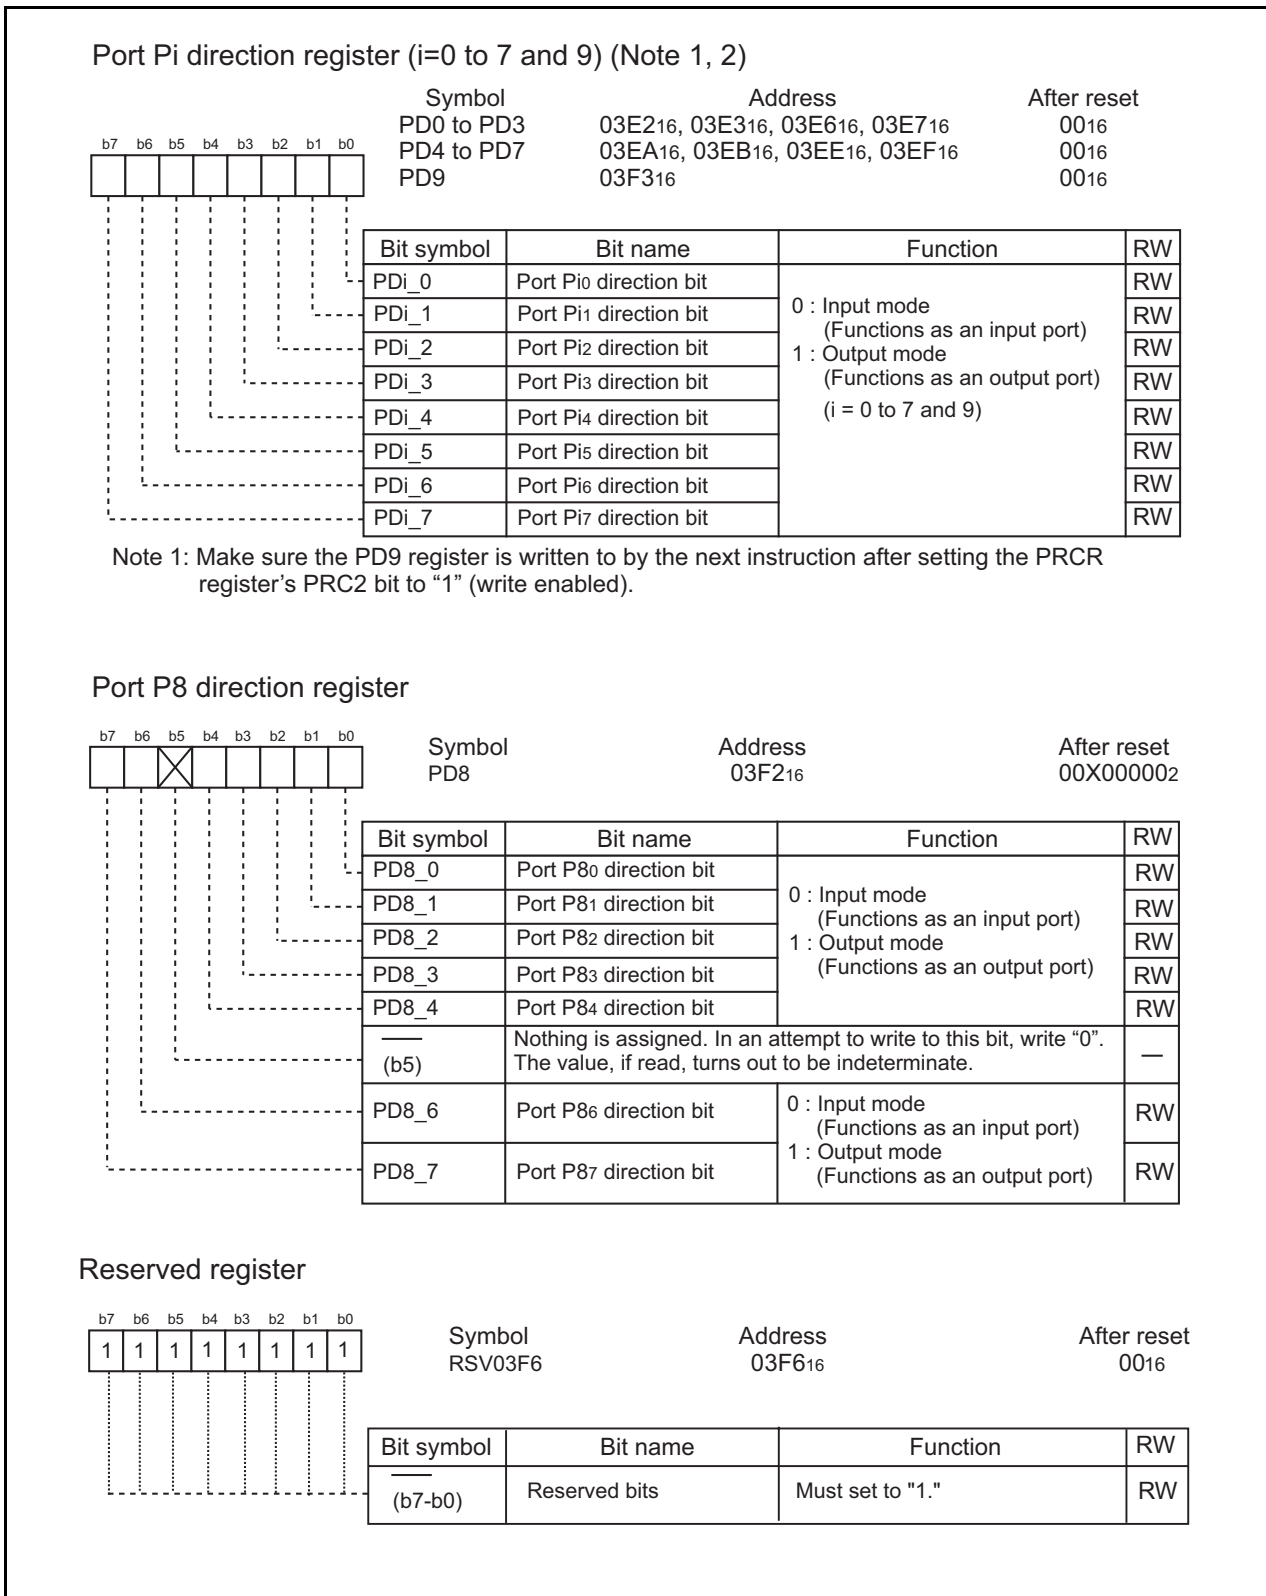 Port Pi direction register (i=0 to 7 and 9) (Note 1, 2)
Symbol Address After reset
PD0 to PD3 03E216, 03E316, 03E616, 03E716 0016
PD4 to PD7 03EA16, 03EB16, 03EE16, 03EF16 0016
PD9 03F316 0016
b7 b6 b5 b4 b3 b2 b1 b0
Bit symbol Bit name Function RW
PDi_0 Port Pi0 direction bit RW
PDi_1 Port Pi1 direction bit 0 : Input mode RW
(Functions as an input port)
PDi_2 Port Pi2 direction bit 1 : Output mode RW
PDi_3 Port Pi3 direction bit (Functions as an output port) RW
PDi_4 Port Pi4 direction bit (i = 0 to 7 and 9) RW
PDi_5 Port Pi5 direction bit RW
PDi_6 Port Pi6 direction bit RW
PDi_7 Port Pi7 direction bit RW
Note 1: Make sure the PD9 register is written to by the next instruction after setting the PRCR
register’s PRC2 bit to “1” (write enabled).
Port P8 direction register
b7 b6 b5 b4 b3 b2 b1 b0
Symbol Address After reset
PD8 03F216 00X000002
Bit symbol Bit name Function RW
PD8_0 Port P80 direction bit RW
PD8_1 Port P81 direction bit 0 : Input mode RW
(Functions as an input port)
PD8_2 Port P82 direction bit 1 : Output mode RW
PD8_3 Port P83 direction bit (Functions as an output port) RW
PD8_4 Port P84 direction bit RW
Nothing is assigned. In an attempt to write to this bit, write “0”.
(b5) The value, if read, turns out to be indeterminate. —
PD8_6 Port P86 direction bit 0 : Input mode RW
(Functions as an input port)
1 : Output mode
PD8_7 Port P87 direction bit (Functions as an output port) RW
Reserved register
b7 b6 b5 b4 b3 b2 b1 b0
1 1 1 1 1 1 1 1
Symbol Address After reset
RSV03F6 03F616 0016
Bit symbol Bit name Function RW
(b7-b0) Reserved bits Must set to "1." RW